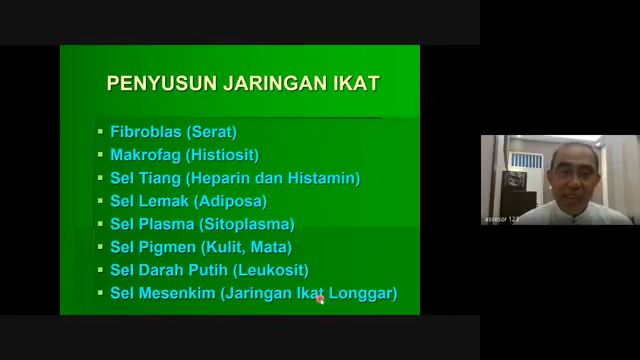 PENYUSUN JARINGAN IKAT
Fibroblas (Serat)
Makrofag (Histiosit)
Sel Tiang (Heparin dan Histamin)
Sel Lemak (Adiposa)
Sel Plasma (Sitoplasma)
Sel Pigmen (Kulit, Mata)
Sel Darah Putih (Leukosit)
Sel Mesenkim (Jaringan Ikat Longgar)
assesor 123